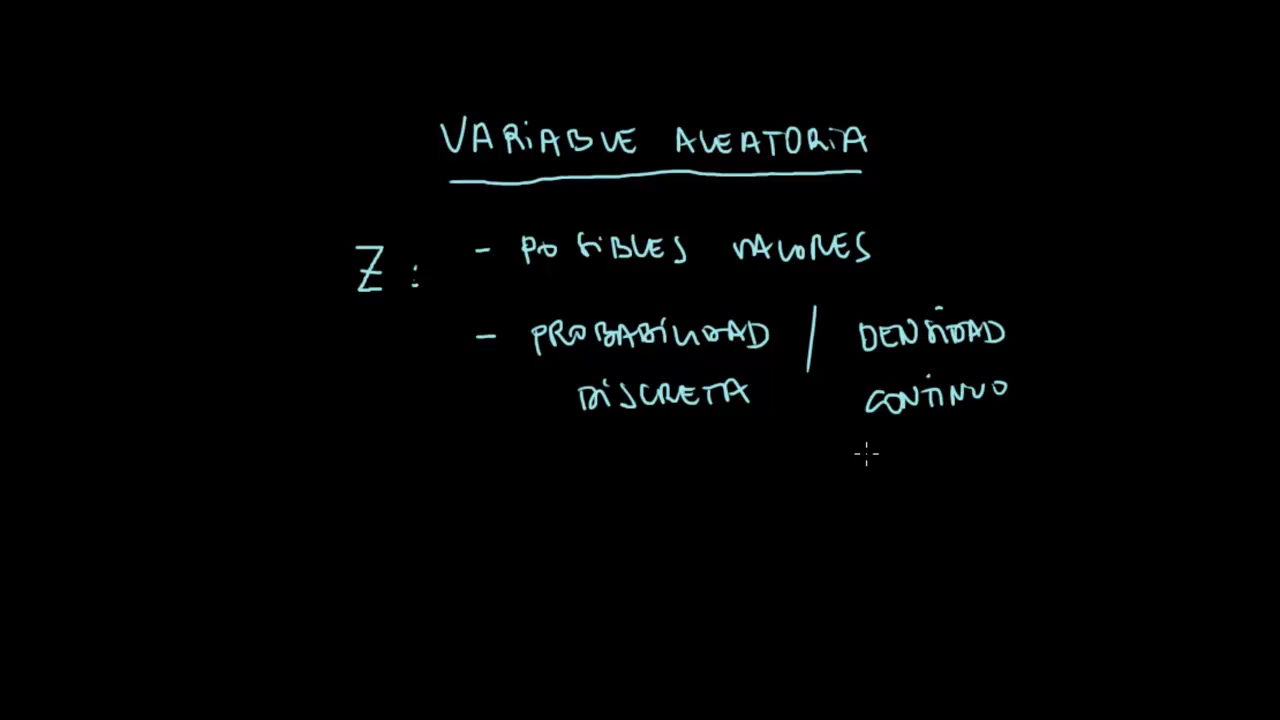 VARIABLE ALEATORIA
Z: - POSIBLES VALORES
- PROBABILIDAD / DENSIDAD
DISCRETA CONTINUO